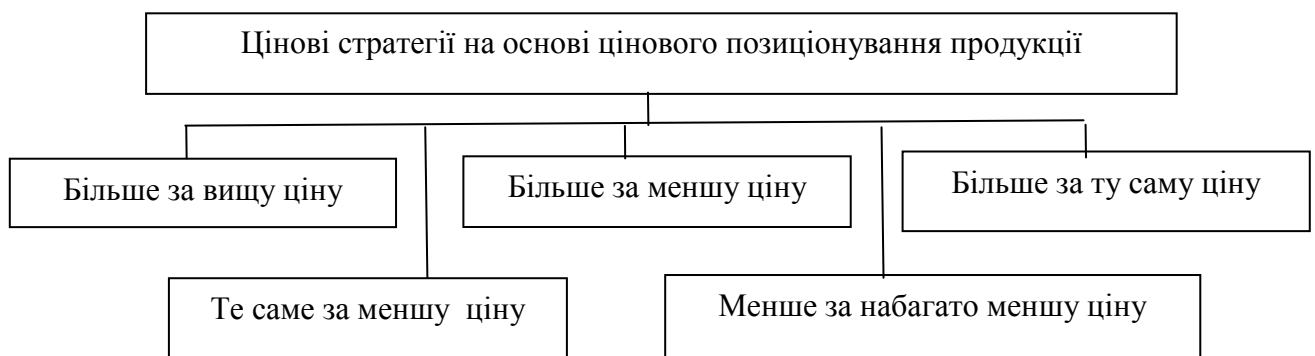 Цінові стратегії на основі цінового позиціонування продукції
Більше за вищу ціну
Більше за меншу ціну
Більше за ту саму ціну
Те саме за меншу ціну
Менше за набагато меншу ціну